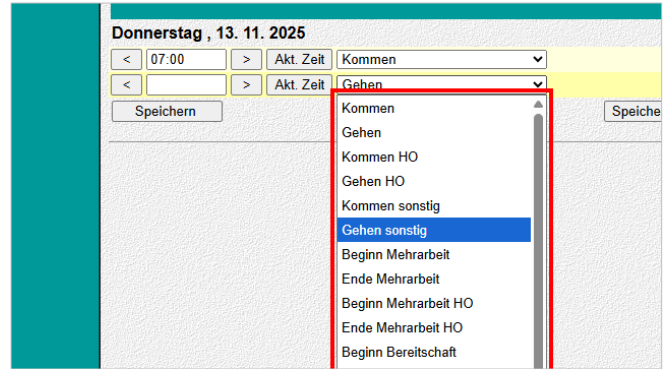 Donnerstag , 13. 11. 2025
< 07:00 > Akt. Zeit Kommen
< > Akt. Zeit Gehen
Speichern Speiche
Kommen
Gehen
Kommen HO
Gehen HO
Kommen sonstig
Gehen sonstig
Beginn Mehrarbeit
Ende Mehrarbeit
Beginn Mehrarbeit HO
Ende Mehrarbeit HO
Beginn Bereitschaft